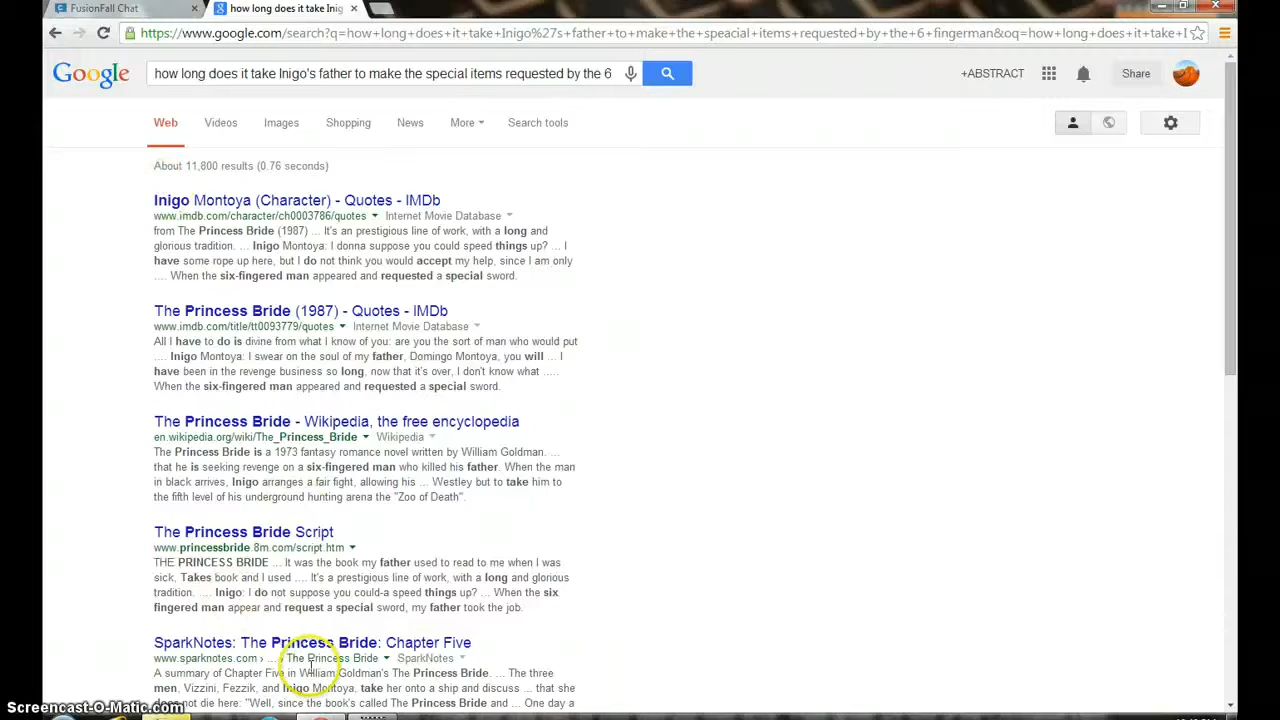 FusionFall Chat × how long does it take Inig ×
https://www.google.com/search?q=how+long+does+it+take+Inigo%27s+father+to+make+the+speacial+items+requested+by+the+6+fingerman&oq=how+long+does+it+take+I
Google how long does it take Inigo's father to make the special items requested by the 6 +ABSTRACT Share
Web Videos Images Shopping News More Search tools
About 11,800 results (0.76 seconds)
Inigo Montoya (Character) - Quotes - IMDb
www.imdb.com/character/ch0003786/quotes Internet Movie Database
from The Princess Bride (1987) ... It's an prestigious line of work, with a long and
glorious tradition. ... Inigo Montoya: I donna suppose you could speed things up? ... I
have some rope up here, but I do not think you would accept my help, since I am only
.... When the six-fingered man appeared and requested a special sword.
The Princess Bride (1987) - Quotes - IMDb
www.imdb.com/title/tt0093779/quotes Internet Movie Database
All I have to do is divine from what I know of you: are you the sort of man who would put
.... Inigo Montoya: I swear on the soul of my father, Domingo Montoya, you will ... I
have been in the revenge business so long, now that it's over, I don't know what .....
When the six-fingered man appeared and requested a special sword.
The Princess Bride - Wikipedia, the free encyclopedia
en.wikipedia.org/wiki/The_Princess_Bride Wikipedia
The Princess Bride is a 1973 fantasy romance novel written by William Goldman. ...
that he is seeking revenge on a six-fingered man who killed his father. When the man
in black arrives, Inigo arranges a fair fight, allowing his ... Westley but to take him to
the fifth level of his underground hunting arena the "Zoo of Death".
The Princess Bride Script
www.princessbride.8m.com/script.htm
THE PRINCESS BRIDE ... It was the book my father used to read to me when I was
sick, Takes book and I used .... It's a prestigious line of work, with a long and glorious
tradition. .... Inigo: I do not suppose you could-a speed things up? ... When the six
fingered man appear and request a special sword, my father took the job.
SparkNotes: The Princess Bride: Chapter Five
www.sparknotes.com › ... › The Princess Bride SparkNotes
A summary of Chapter Five in William Goldman's The Princess Bride. ... The three
men, Vizzini, Fezzik, and Inigo Montoya, take her onto a ship and discuss ... that she
does not die here: "Well, since the book's called The Princess Bride and ... One day a
Screencast-O-Matic.com